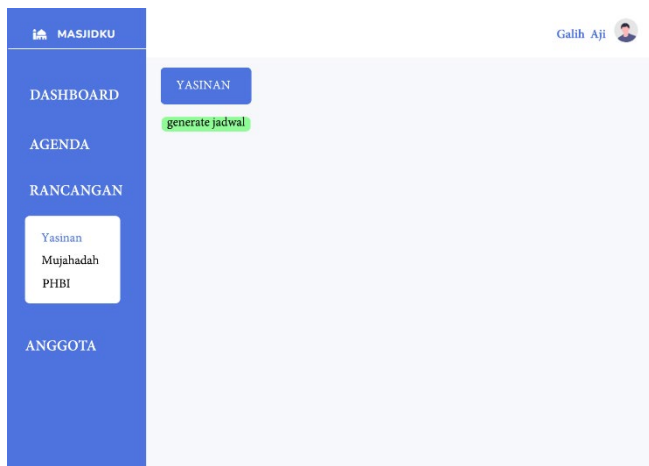 MASJIDKU
Galih Aji
DASHBOARD
AGENDA
RANCANGAN
Yasinan
Mujahadah
PHBI
ANGGOTA
YASINAN
generate jadwal